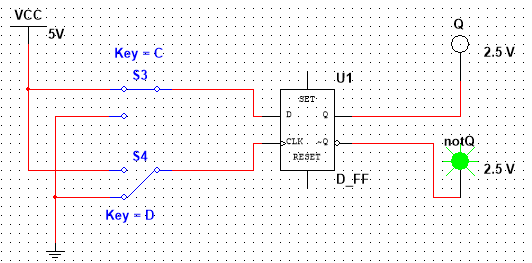 VCC
5V
Key = C
S3
S4
Key = D
U1
SET
D
Q
CLK
~Q
RESET
D_FF
Q
2.5 V
notQ
2.5 V